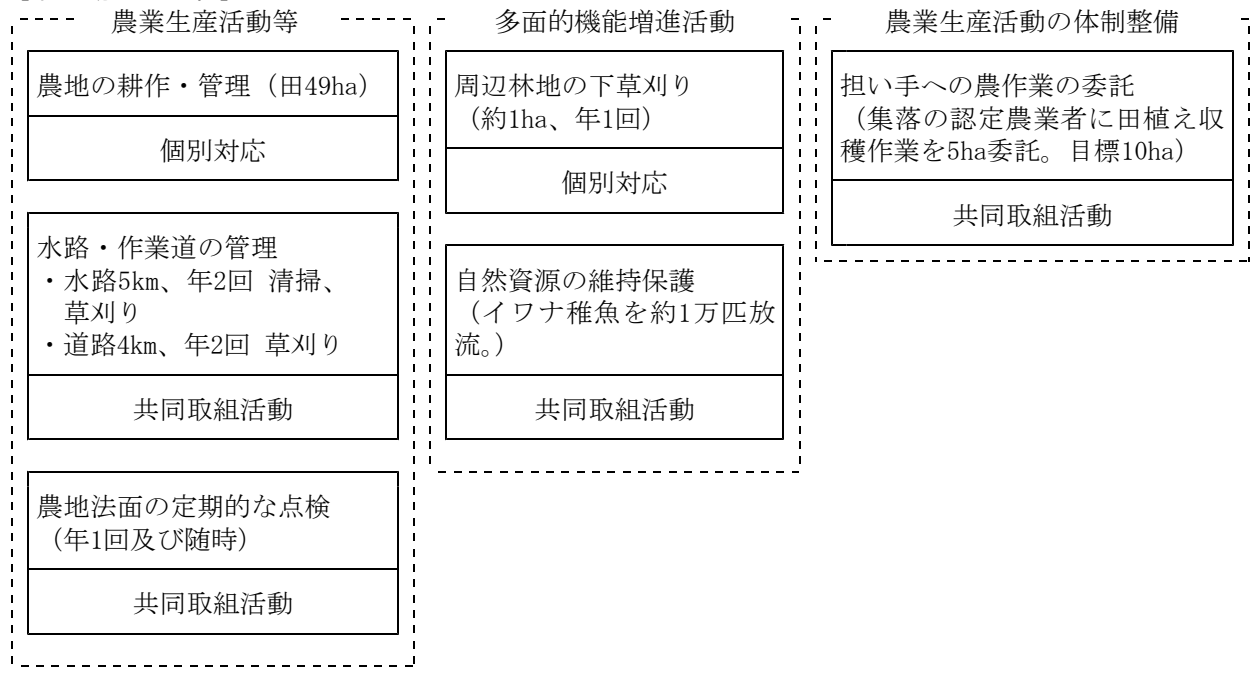 農業生産活動等
農地の耕作・管理（田49ha）
個別対応
水路・作業道の管理
・水路5km、年2回 清掃、
草刈り
・道路4km、年2回 草刈り
共同取組活動
農地法面の定期的な点検
（年1回及び随時）
共同取組活動
多面的機能増進活動
周辺林地の下草刈り
（約1ha、年1回）
個別対応
自然資源の維持保護
（イワナ稚魚を約1万匹放
流。）
共同取組活動
農業生産活動の体制整備
担い手への農作業の委託
（集落の認定農業者に田植え収
穫作業を5ha委託。目標10ha）
共同取組活動